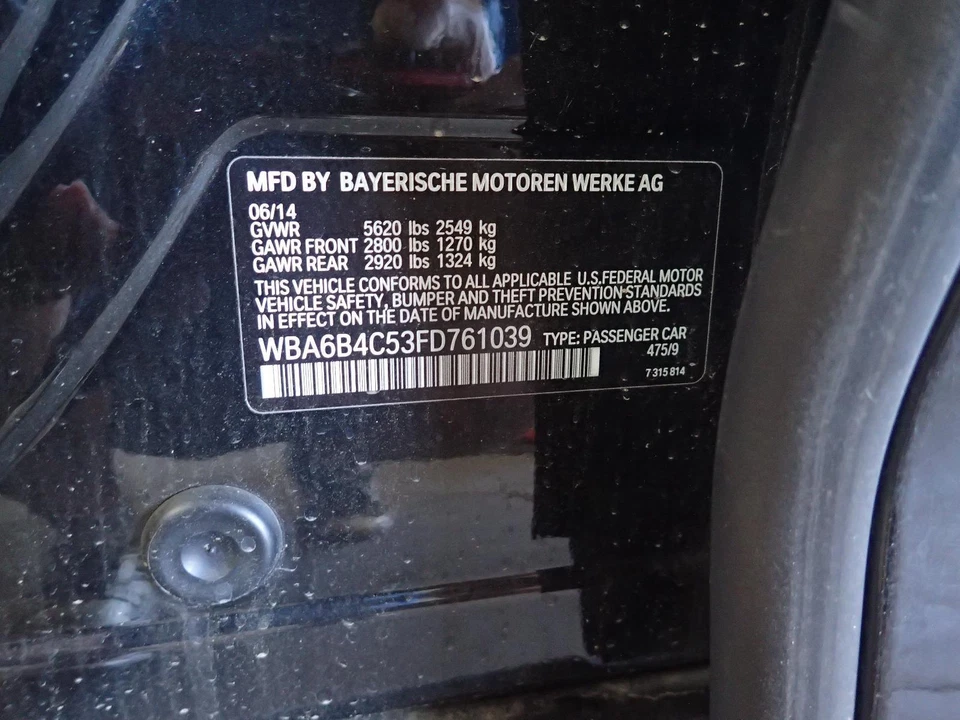 MFD BY BAYERISCHE MOTOREN WERKE AG
06/14
GVWR 5620 lbs 2549 kg
GAWR FRONT 2800 lbs 1270 kg
GAWR REAR 2920 lbs 1324 kg
THIS VEHICLE CONFORMS TO ALL APPLICABLE U.S.FEDERAL MOTOR
VEHICLE SAFETY, BUMPER AND THEFT PREVENTION STANDARDS
IN EFFECT ON THE DATE OF MANUFACTURE SHOWN ABOVE.
WBA6B4C53FD761039 TYPE: PASSENGER CAR
475/9
7 315 814